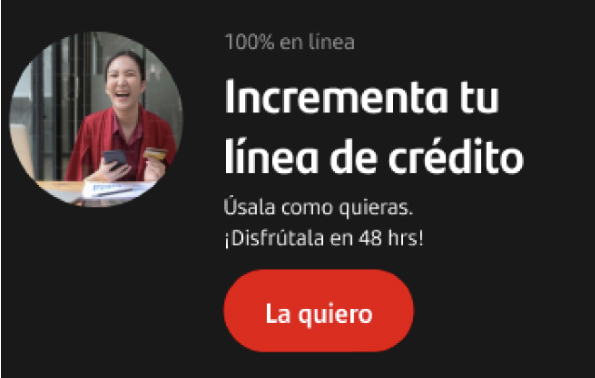 100% en línea
Incrementa tu
línea de crédito
Úsala como quieras.
¡Disfrútala en 48 hrs!
La quiero